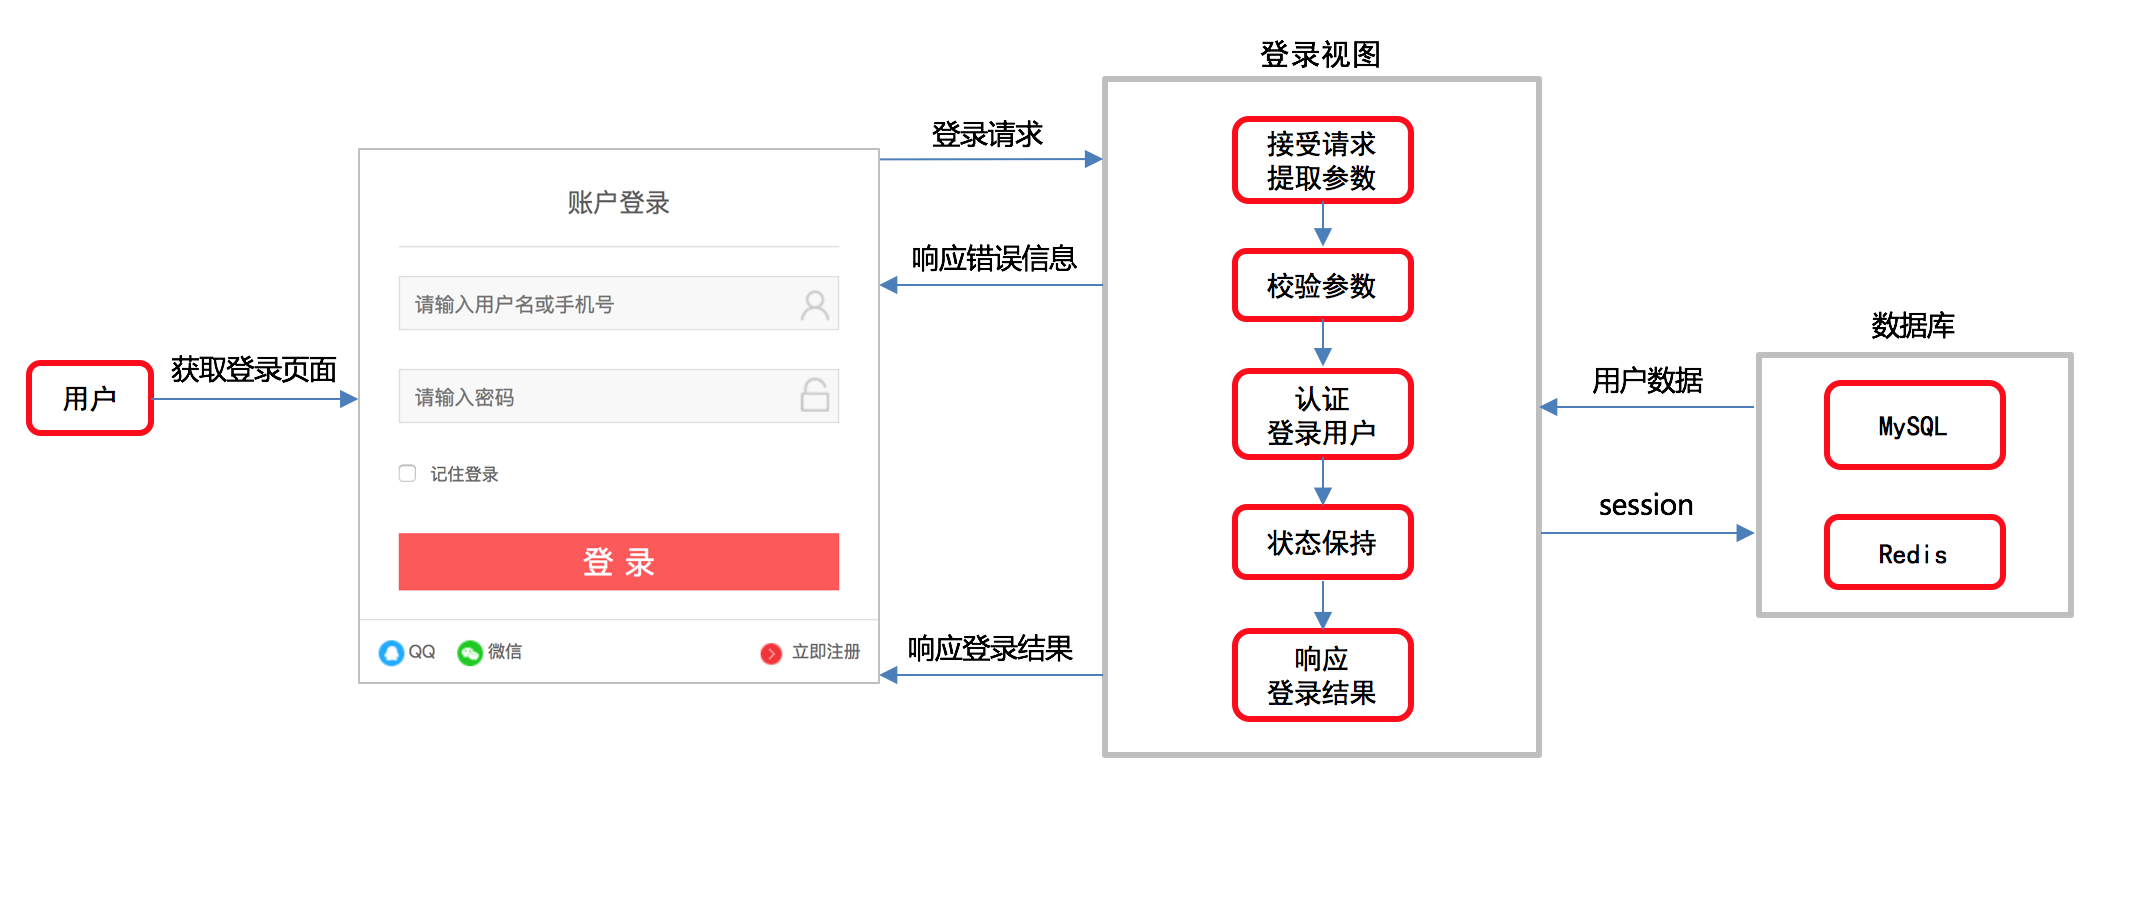 用户
获取登录页面
账户登录
请输入用户名或手机号
请输入密码
记住登录
登 录
QQ
微信
立即注册
登录请求
响应错误信息
响应登录结果
登录视图
接受请求
提取参数
校验参数
认证
登录用户
状态保持
响应
登录结果
用户数据
session
数据库
MySQL
Redis